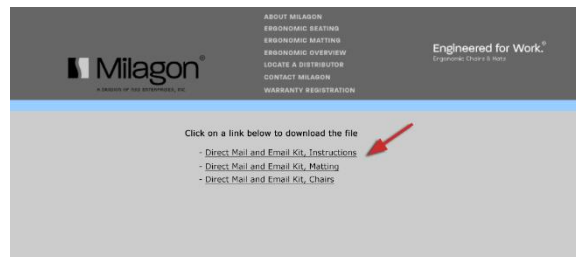 Milagon®
A DIVISION OF
ABOUT MILAGON
ERGONOMIC SEATING
ERGONOMIC MATTING
ERGONOMIC OVERVIEW
LOCATE A DISTRIBUTOR
CONTACT MILAGON
WARRANTY REGISTRATION
Engineered for Work.®
Ergonomic Chairs & Mats
Click on a link below to download the file
- Direct Mail and Email Kit, Instructions
- Direct Mail and Email Kit, Matting
- Direct Mail and Email Kit, Chairs